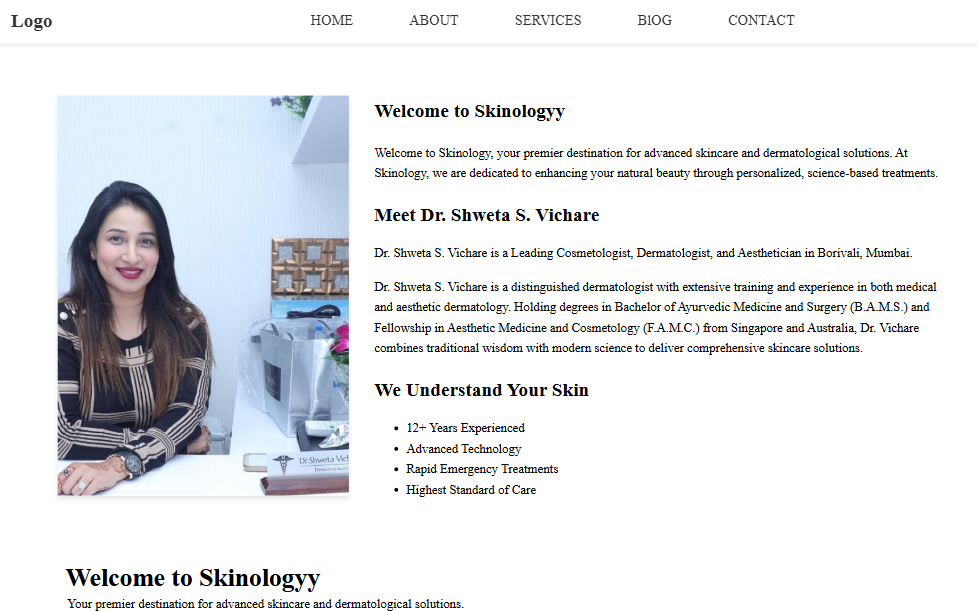 Logo
HOME ABOUT SERVICES BlOG CONTACT
Welcome to Skinologyy
Welcome to Skinology, your premier destination for advanced skincare and dermatological solutions. At
Skinology, we are dedicated to enhancing your natural beauty through personalized, science-based treatments.
Meet Dr. Shweta S. Vichare
Dr. Shweta S. Vichare is a Leading Cosmetologist, Dermatologist, and Aesthetician in Borivali, Mumbai.
Dr. Shweta S. Vichare is a distinguished dermatologist with extensive training and experience in both medical
and aesthetic dermatology. Holding degrees in Bachelor of Ayurvedic Medicine and Surgery (B.A.M.S.) and
Fellowship in Aesthetic Medicine and Cosmetology (F.A.M.C.) from Singapore and Australia, Dr. Vichare
combines traditional wisdom with modern science to deliver comprehensive skincare solutions.
We Understand Your Skin
• 12+ Years Experienced
• Advanced Technology
• Rapid Emergency Treatments
• Highest Standard of Care
Dr.Shweta Vich
Welcome to Skinologyy
Your premier destination for advanced skincare and dermatological solutions.